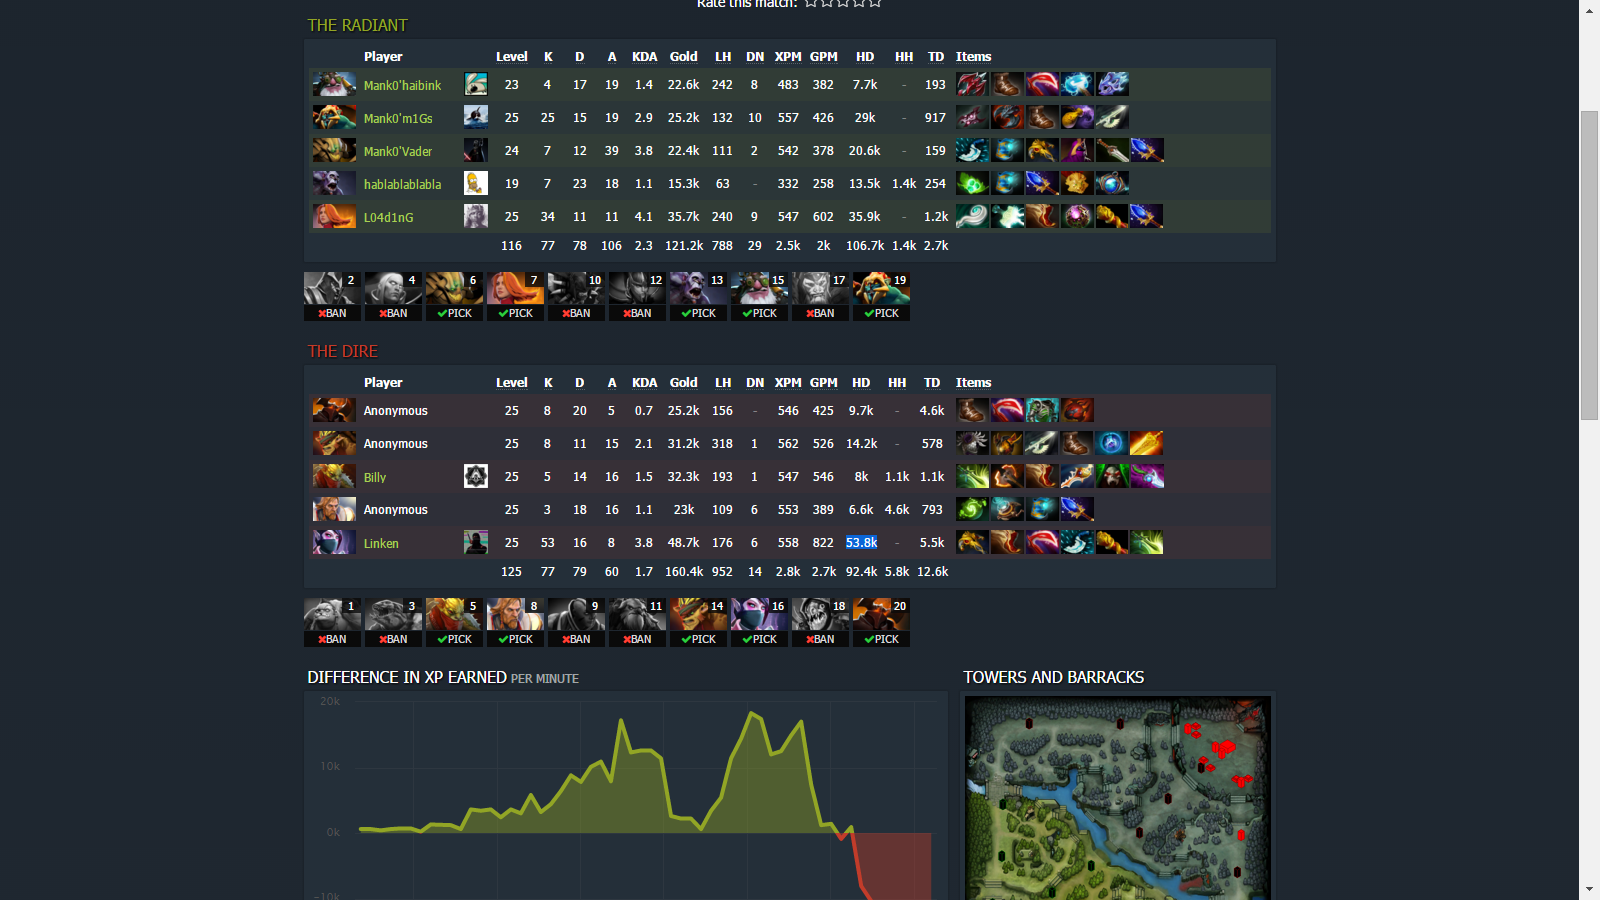 Rate this match:
THE RADIANT
Player Level K D A KDA Gold LH DN XPM GPM HD HH TD Items
Mank0'haibink 23 4 17 19 1.4 22.6k 242 8 483 382 7.7k - 193
Mank0'm1Gs 25 25 15 19 2.9 25.2k 132 10 557 426 29k - 917
Mank0'Vader 24 7 12 39 3.8 22.4k 111 2 542 378 20.6k - 159
hablablablabla 19 7 23 18 1.1 15.3k 63 - 332 258 13.5k 1.4k 254
L04d1nG 25 34 11 11 4.1 35.7k 240 9 547 602 35.9k - 1.2k
116 77 78 106 2.3 121.2k 788 29 2.5k 2k 106.7k 1.4k 2.7k
2 4 6 7 10 12 13 15 17 19
BAN BAN PICK PICK BAN BAN PICK PICK BAN PICK
THE DIRE
Player Level K D A KDA Gold LH DN XPM GPM HD HH TD Items
Anonymous 25 8 20 5 0.7 25.2k 156 - 546 425 9.7k - 4.6k
Anonymous 25 8 11 15 2.1 31.2k 318 1 562 526 14.2k - 578
Billy 25 5 14 16 1.5 32.3k 193 1 547 546 8k 1.1k 1.1k
Anonymous 25 3 18 16 1.1 23k 109 6 553 389 6.6k 4.6k 793
Linken 25 53 16 8 3.8 48.7k 176 6 558 822 53.8k - 5.5k
125 77 79 60 1.7 160.4k 952 14 2.8k 2.7k 92.4k 5.8k 12.6k
1 3 5 8 9 11 14 16 18 20
BAN BAN PICK PICK BAN BAN PICK PICK BAN PICK
DIFFERENCE IN XP EARNED PER MINUTE
TOWERS AND BARRACKS
20k
10k
0k
-10k